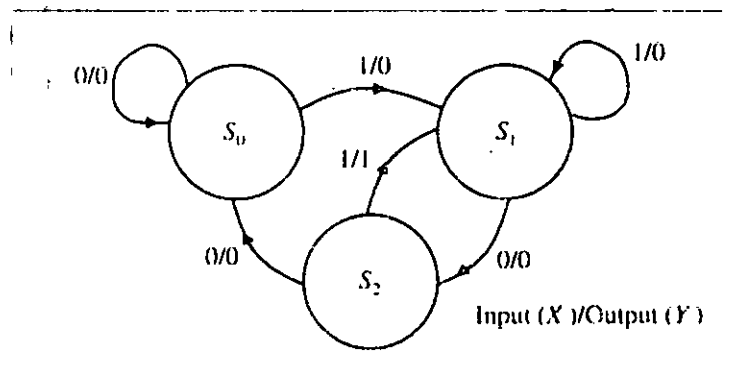 0/0
1/0
1/0
S₀
S₁
1/1
0/0
0/0
S₂
Input (X)/Output (Y)